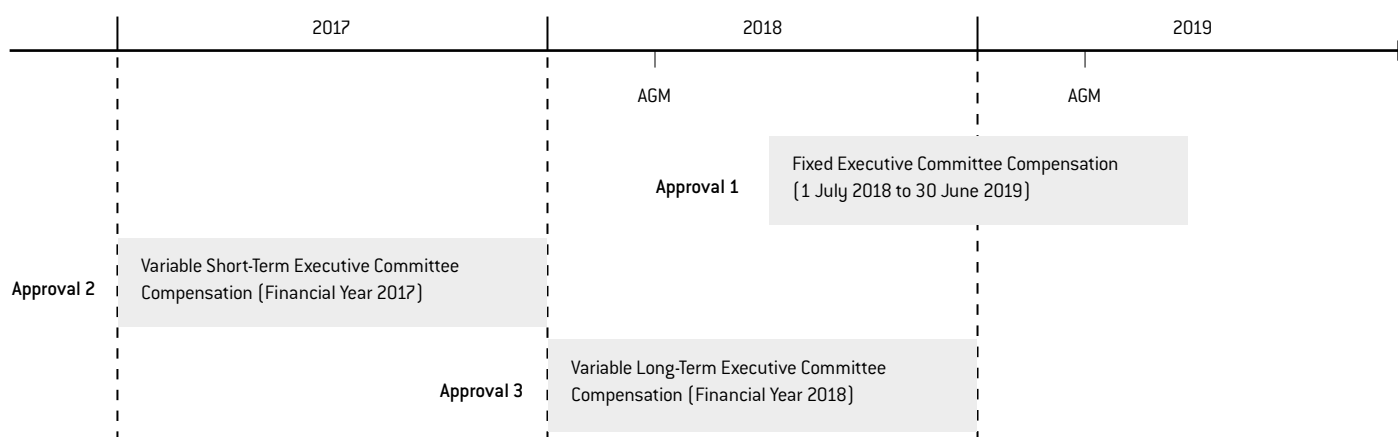 2017
2018
2019
AGM
AGM
Approval 1
Fixed Executive Committee Compensation
(1 July 2018 to 30 June 2019)
Approval 2
Variable Short-Term Executive Committee
Compensation (Financial Year 2017)
Approval 3
Variable Long-Term Executive Committee
Compensation (Financial Year 2018)